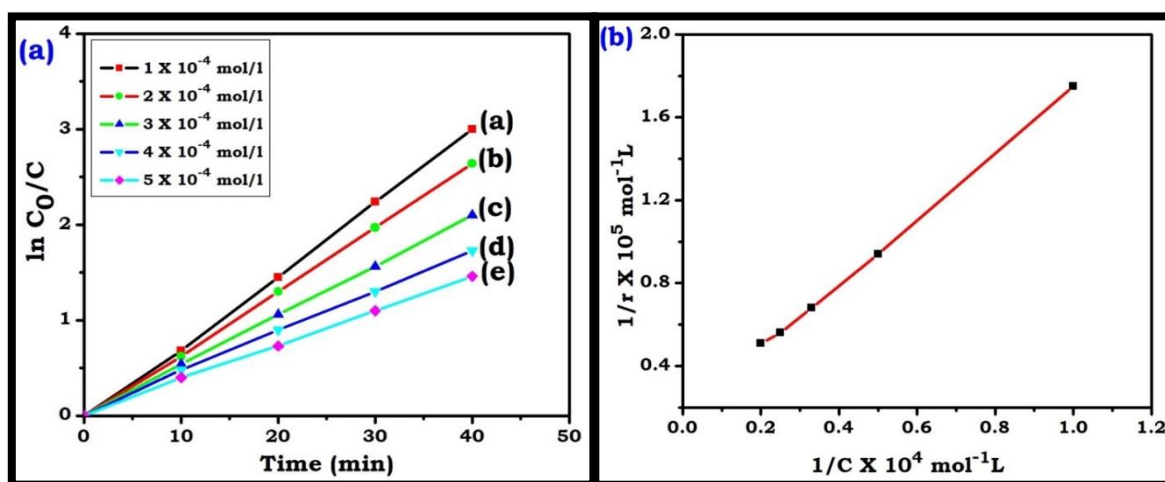 (a)
4
3
2
1
0
ln C₀/C
1 X 10⁻⁴ mol/l
2 X 10⁻⁴ mol/l
3 X 10⁻⁴ mol/l
4 X 10⁻⁴ mol/l
5 X 10⁻⁴ mol/l
(a)
(b)
(c)
(d)
(e)
0 10 20 30 40 50
Time (min)
(b)
2.0
1.6
1.2
0.8
0.4
1/r X 10⁵ mol⁻¹L
0.0 0.2 0.4 0.6 0.8 1.0 1.2
1/C X 10⁴ mol⁻¹L